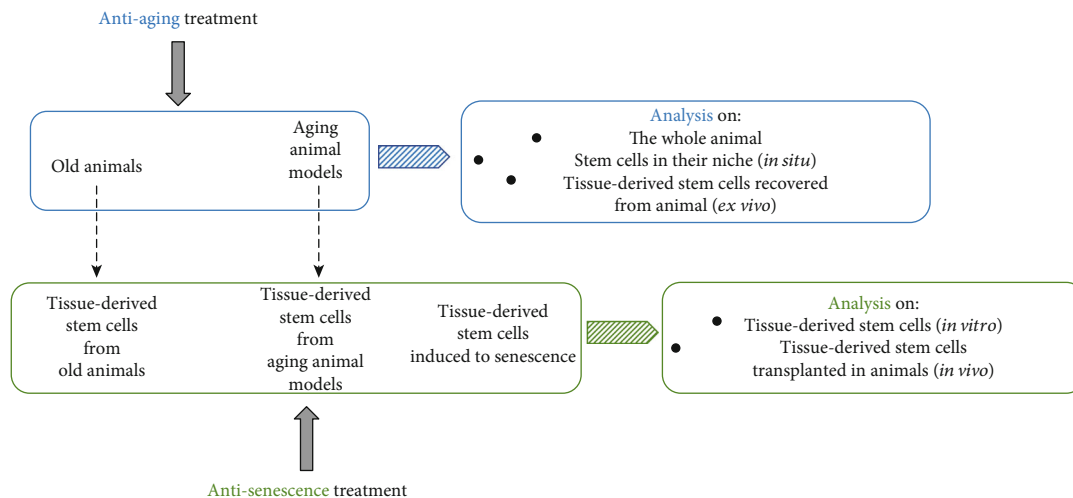 Anti-aging treatment
Old animals
Aging
animal
models
Analysis on:
The whole animal
Stem cells in their niche (in situ)
Tissue-derived stem cells recovered
from animal (ex vivo)
Tissue-derived
stem cells
from
old animals
Tissue-derived
stem cells
from
aging animal
models
Tissue-derived
stem cells
induced to senescence
Analysis on:
Tissue-derived stem cells (in vitro)
Tissue-derived stem cells
transplanted in animals (in vivo)
Anti-senescence treatment